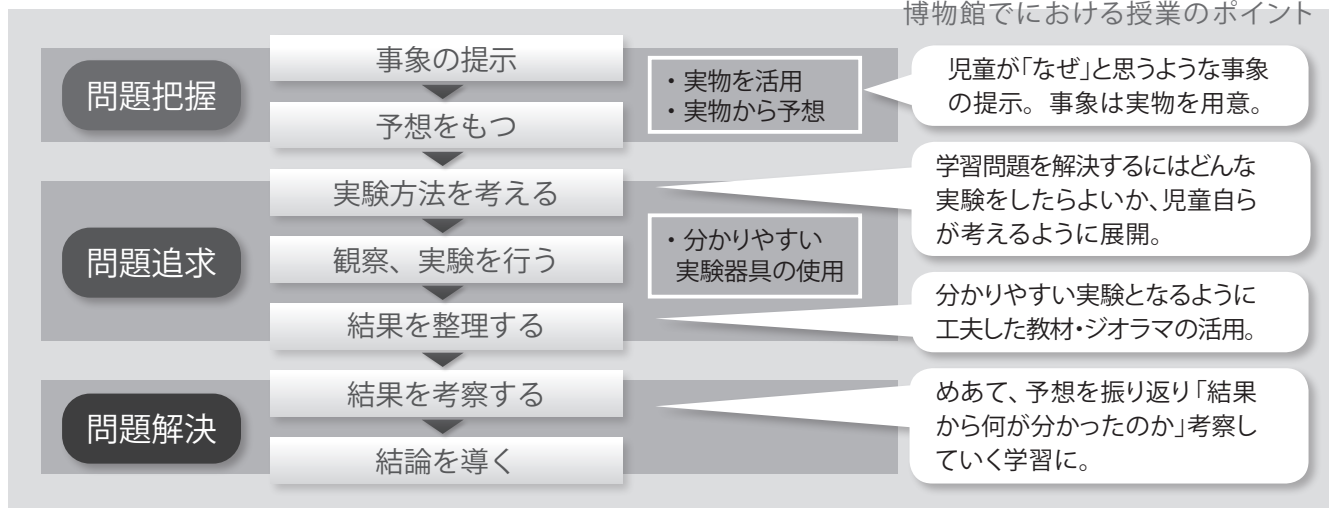 博物館でにおける授業のポイント
問題把握
事象の提示
予想をもつ
・実物を活用
・実物から予想
児童が「なぜ」と思うような事象
の提示。事象は実物を用意。
問題追求
実験方法を考える
観察、実験を行う
結果を整理する
・分かりやすい
実験器具の使用
学習問題を解決するにはどんな
実験をしたらよいか、児童自ら
が考えるように展開。
分かりやすい実験となるように
工夫した教材・ジオラマの活用。
問題解決
結果を考察する
結論を導く
めあて、予想を振り返り「結果
から何が分かったのか」考察し
ていく学習に。